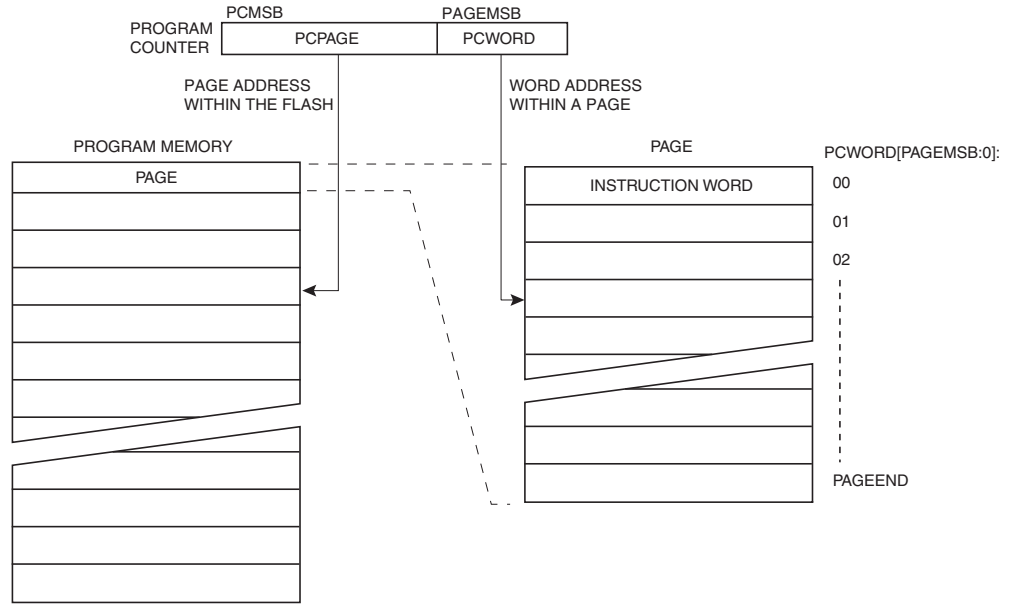 PCMSB
PAGEMSB
PROGRAM
COUNTER
PCPAGE
PCWORD
PAGE ADDRESS
WITHIN THE FLASH
WORD ADDRESS
WITHIN A PAGE
PROGRAM MEMORY
PAGE
PAGE
INSTRUCTION WORD
PCWORD[PAGEMSB:0]:
00
01
02
PAGEEND